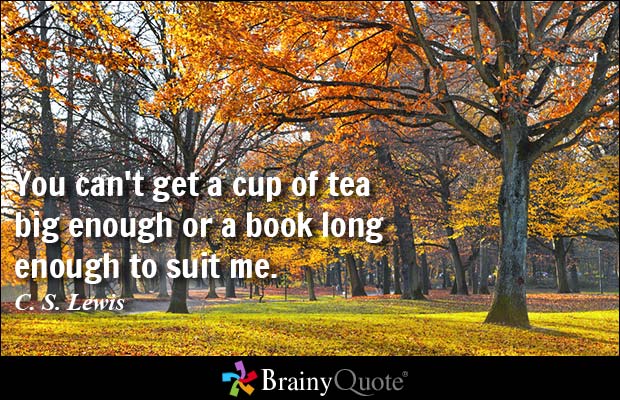 You can't get a cup of tea
big enough or a book long
enough to suit me.
C. S. Lewis
BrainyQuote®